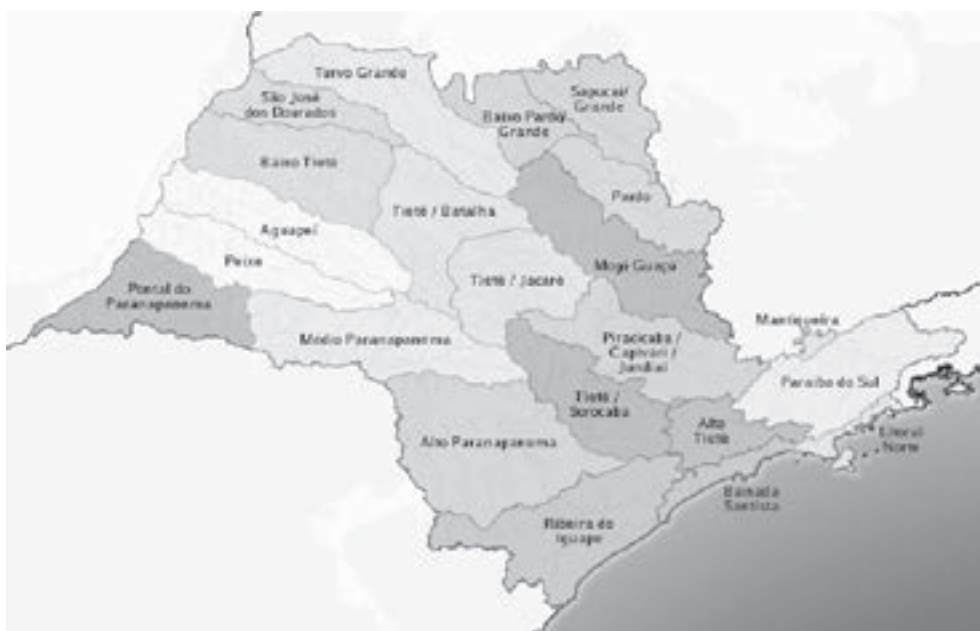 Turvo Grande
São José
dos Dourados
Sapucaí/
Grande
Baixo Pardo/
Grande
Baixo Tietê
Pardo
Tietê / Batalha
Aguapeí
Peixe
Mogi Guaçu
Tietê / Jacaré
Pontal do
Paranapanema
Médio Paranapanema
Mantiqueira
Piracicaba /
Capivari /
Jundiaí
Paraíba do Sul
Tietê /
Sorocaba
Alto
Tietê
Litoral
Norte
Alto Paranapanema
Baixada
Santista
Ribeira do
Iguape